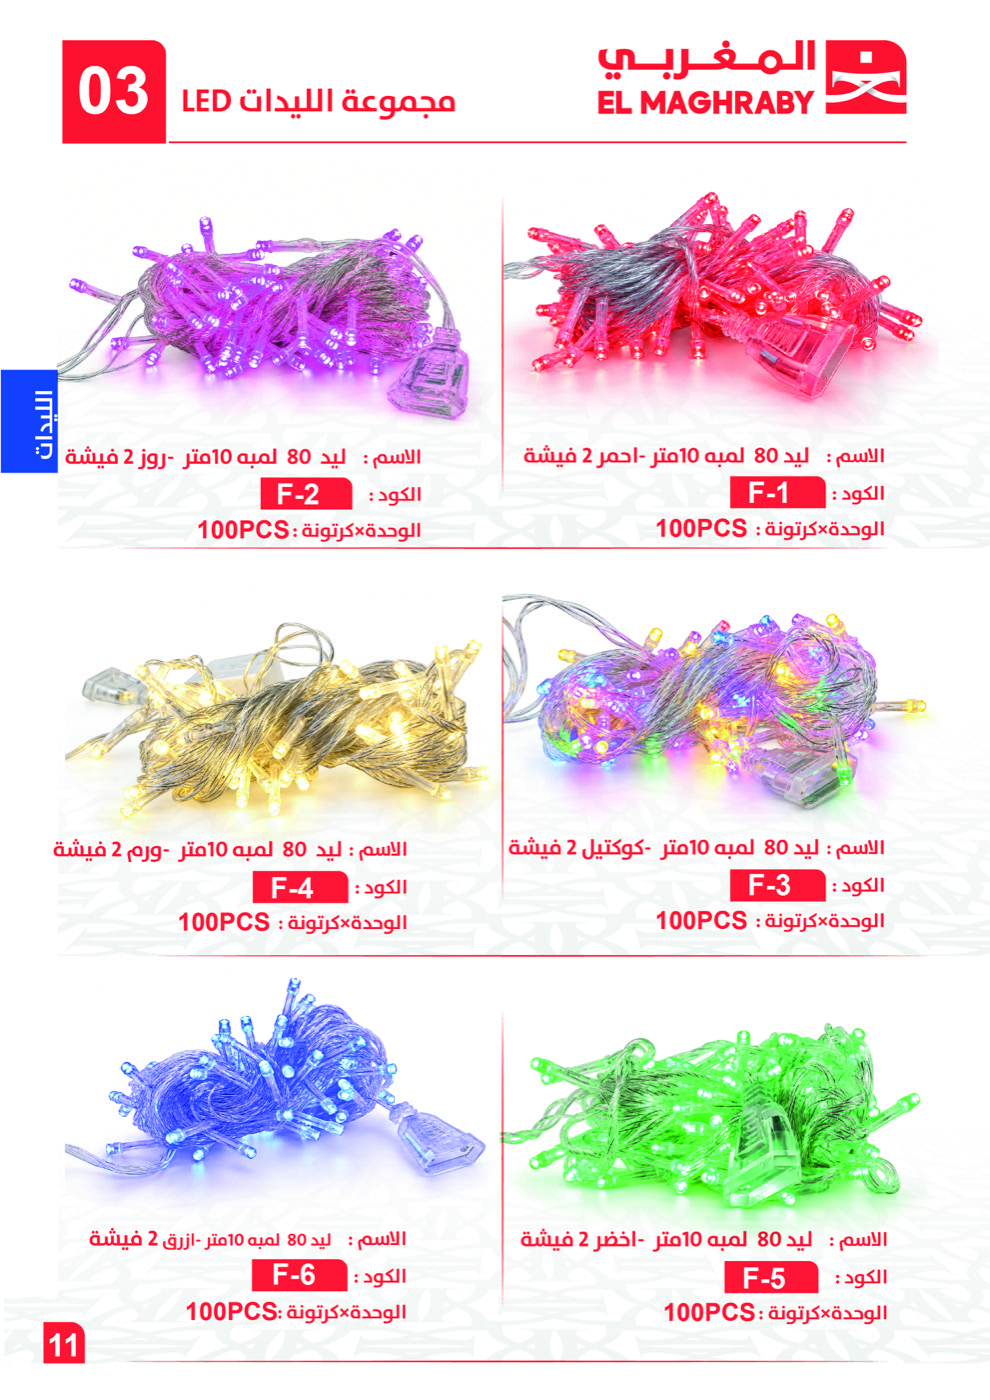 المغربي
EL MAGHRABY
مجموعة الليدات LED
03
الليدات
الاسم : ليد 80 لمبه 10متر -احمر 2 فيشة
الكود :
F-1
الوحدة×كرتونة : 100PCS
الاسم : ليد 80 لمبه 10متر -روز 2 فيشة
الكود :
F-2
الوحدة×كرتونة : 100PCS
الاسم : ليد 80 لمبه 10متر -كوكتيل 2 فيشة
الكود :
F-3
الوحدة×كرتونة : 100PCS
الاسم : ليد 80 لمبه 10متر -ورم 2 فيشة
الكود :
F-4
الوحدة×كرتونة : 100PCS
الاسم : ليد 80 لمبه 10متر -اخضر 2 فيشة
الكود :
F-5
الوحدة×كرتونة : 100PCS
الاسم : ليد 80 لمبه 10متر -ازرق 2 فيشة
الكود :
F-6
الوحدة×كرتونة :100PCS
11